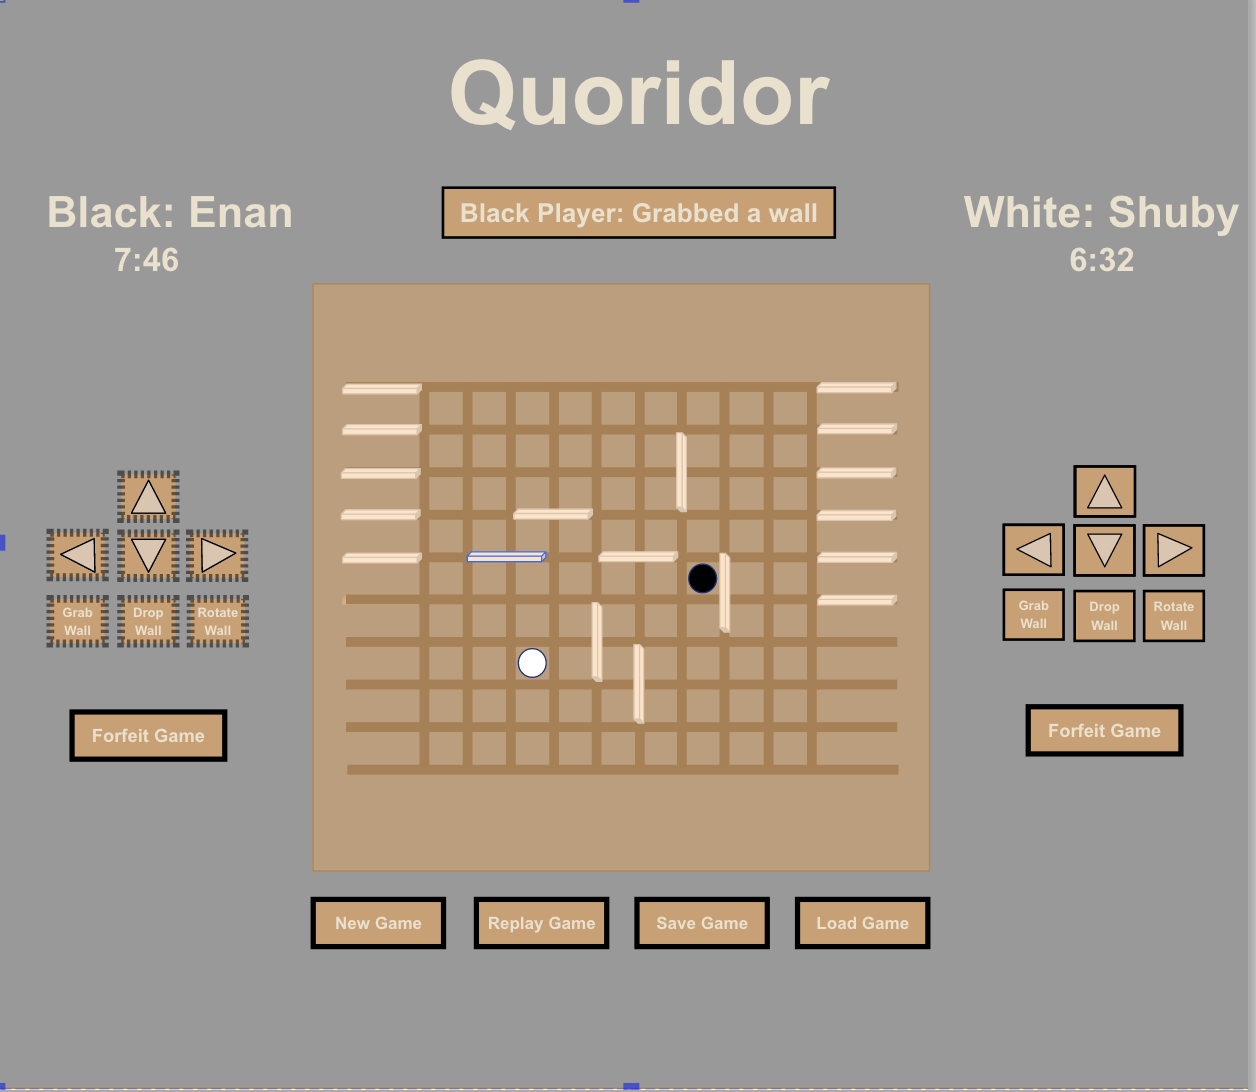 Quoridor
Black: Enan
7:46
Black Player: Grabbed a wall
White: Shuby
6:32
Grab
Wall
Drop
Wall
Rotate
Wall
Forfeit Game
Grab
Wall
Drop
Wall
Rotate
Wall
Forfeit Game
New Game
Replay Game
Save Game
Load Game